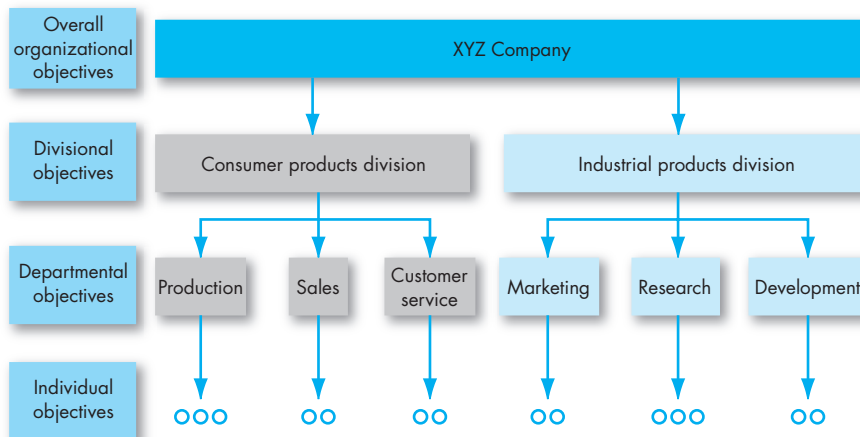 Overall
organizational
objectives
XYZ Company
Divisional
objectives
Consumer products division
Industrial products division
Departmental
objectives
Production
Sales
Customer
service
Marketing
Research
Development
Individual
objectives